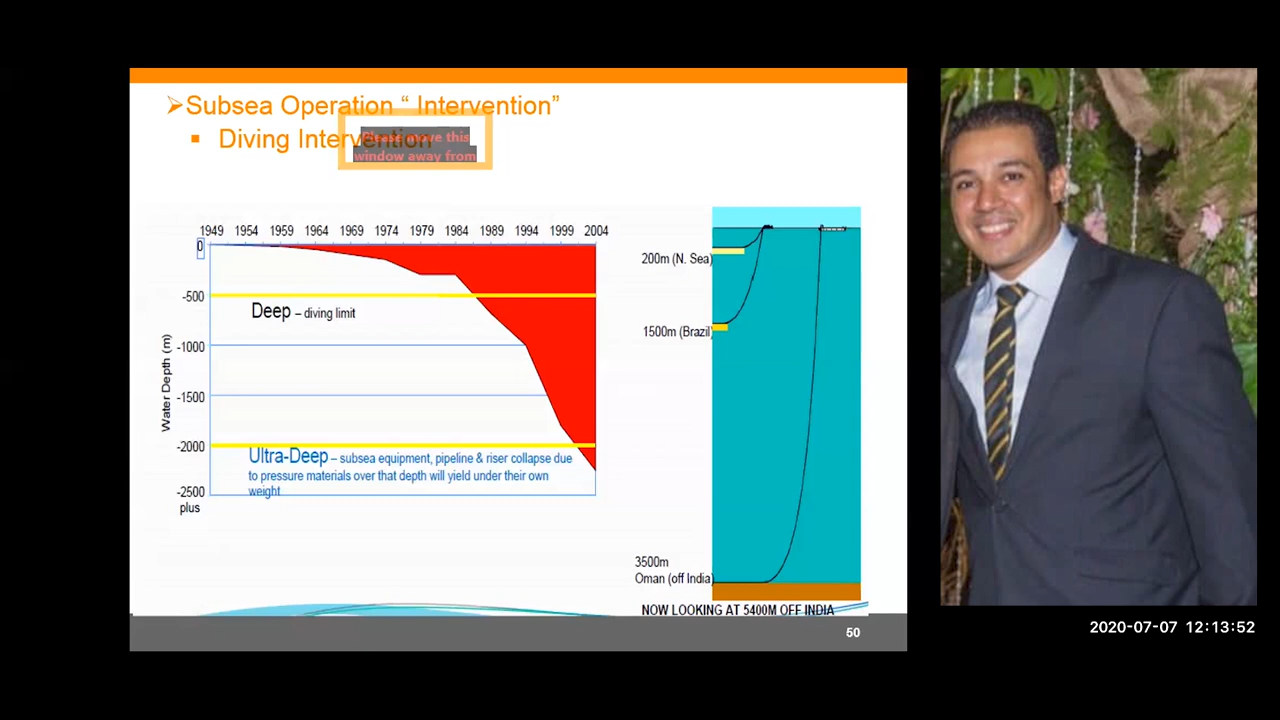 ➢Subsea Operation “ Intervention”
▪ Diving Intervention
Please move this
window away from
1949 1954 1959 1964 1969 1974 1979 1984 1989 1994 1999 2004
0
-500
-1000
-1500
-2000
-2500
plus
Water Depth (m)
Deep – diving limit
Ultra-Deep – subsea equipment, pipeline & riser collapse due
to pressure materials over that depth will yield under their own
weight
200m (N. Sea)
1500m (Brazil)
3500m
Oman (off India)
NOW LOOKING AT 5400M OFF INDIA
50
2020-07-07 12:13:52